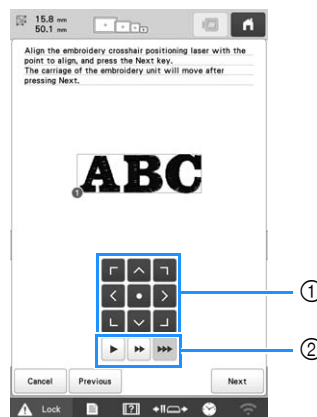 15.8 mm
50.1 mm
Align the embroidery crosshair positioning laser with the
point to align, and press the Next key.
The carriage of the embroidery unit will move after
pressing Next.
ABC
1
①
②
Cancel Previous Next
Lock